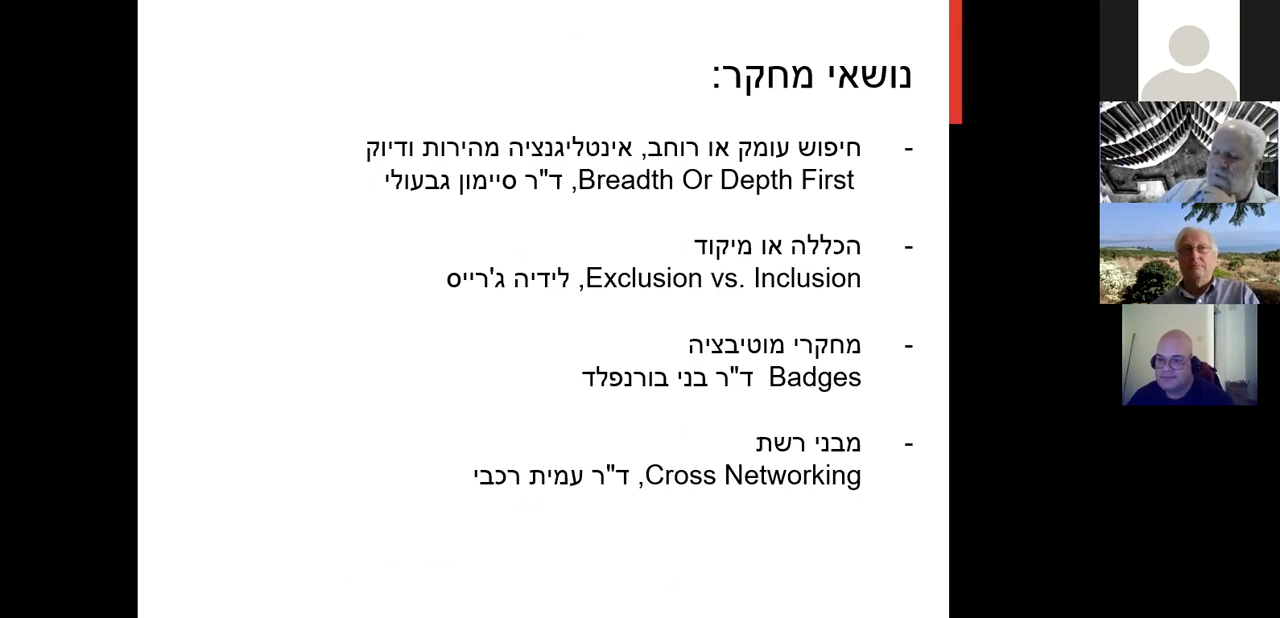 נושאי מחקר:
- חיפוש עומק או רוחב, אינטליגנציה מהירות ודיוק
Breadth Or Depth First, ד"ר סיימון גבעולי
- הכללה או מיקוד
Exclusion vs. Inclusion, לידיה ג'רייס
- מחקרי מוטיבציה
Badges ד"ר בני בורנפלד
- מבני רשת
Cross Networking, ד"ר עמית רכבי